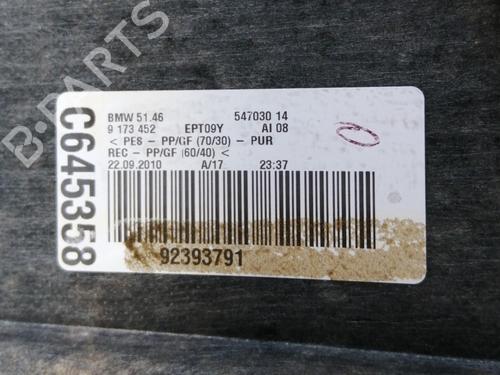 B-PARTS
C645358
BMW 51.46 547030 14
9 173 452 EPT09Y AI 08
< PES - PP/GF (70/30) - PUR
REC - PP/GF (60/40) <
22.09.2010 A/17 23:37
92393791